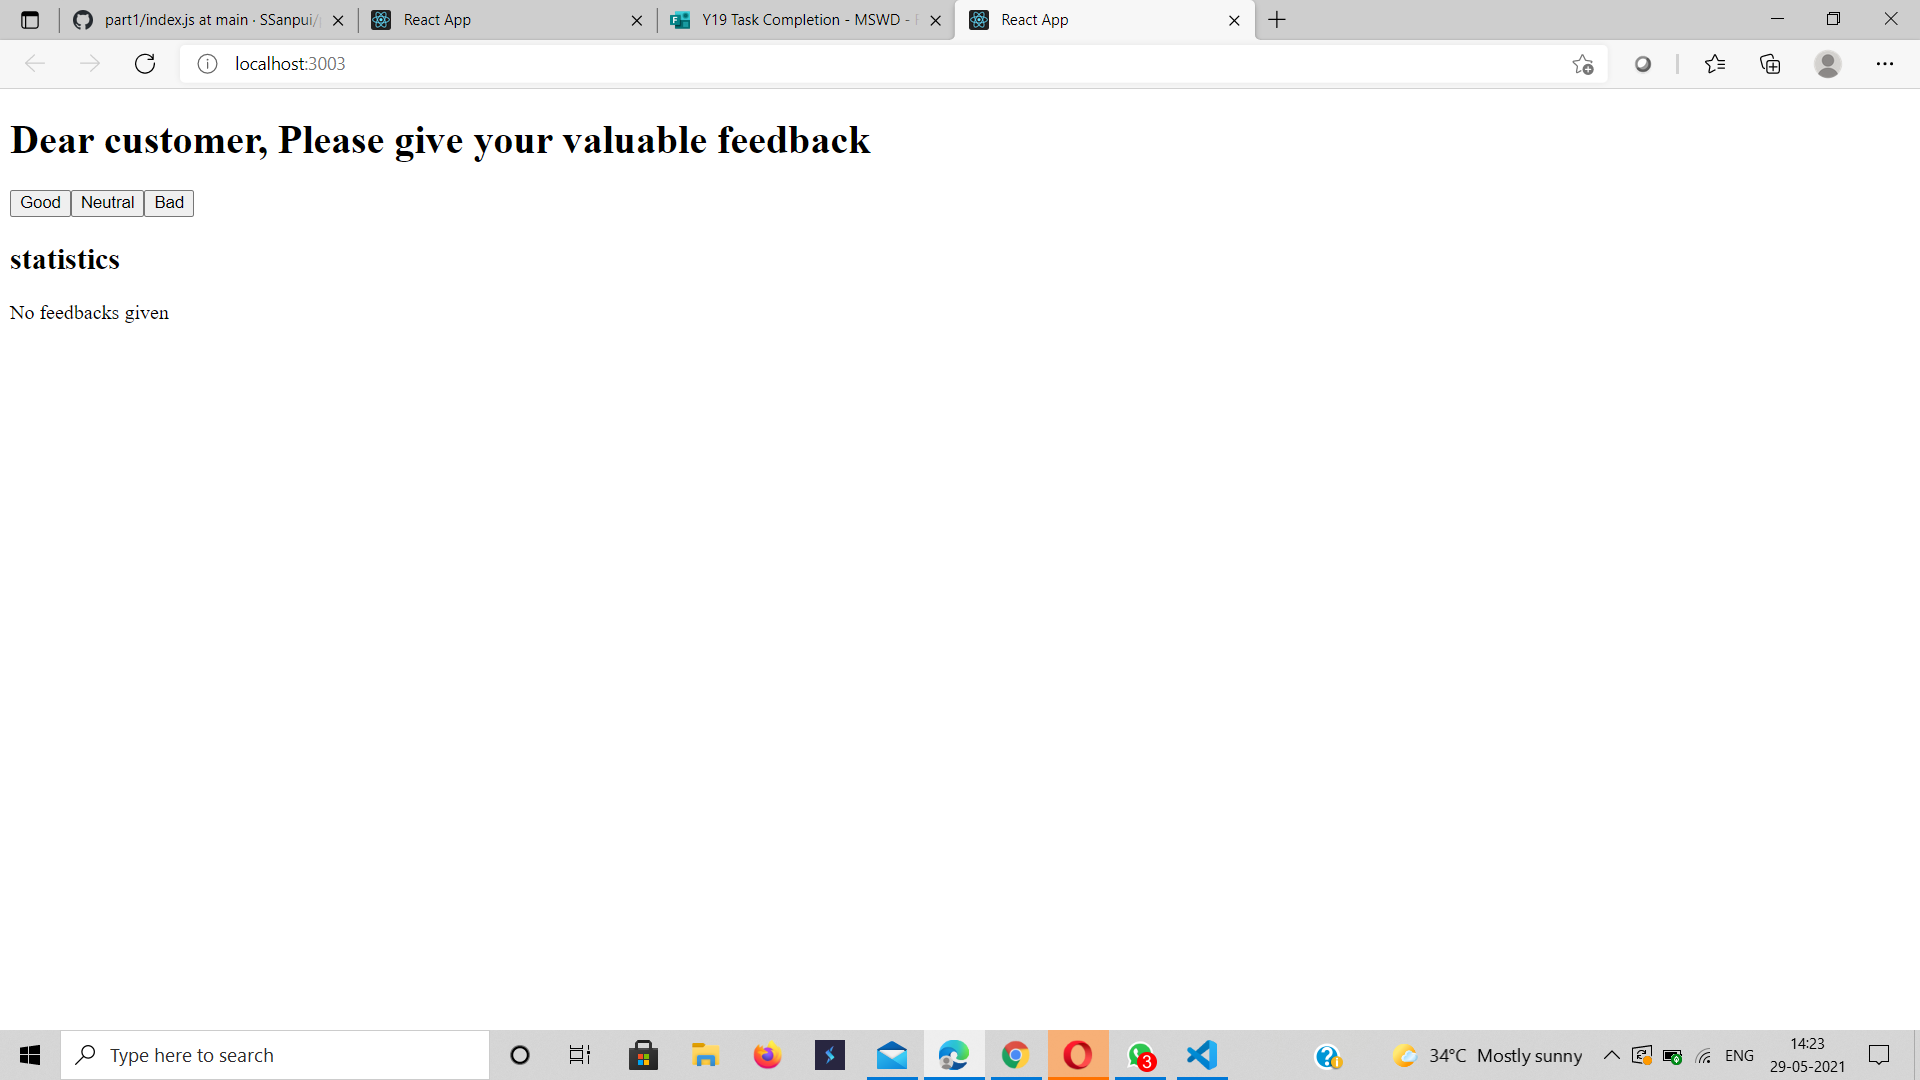 part1/index.js at main · SSanpui/
React App
Y19 Task Completion - MSWD -
React App
localhost:3003
Dear customer, Please give your valuable feedback
Good Neutral Bad
statistics
No feedbacks given
Type here to search
3
34°C Mostly sunny
ENG
14:23
29-05-2021